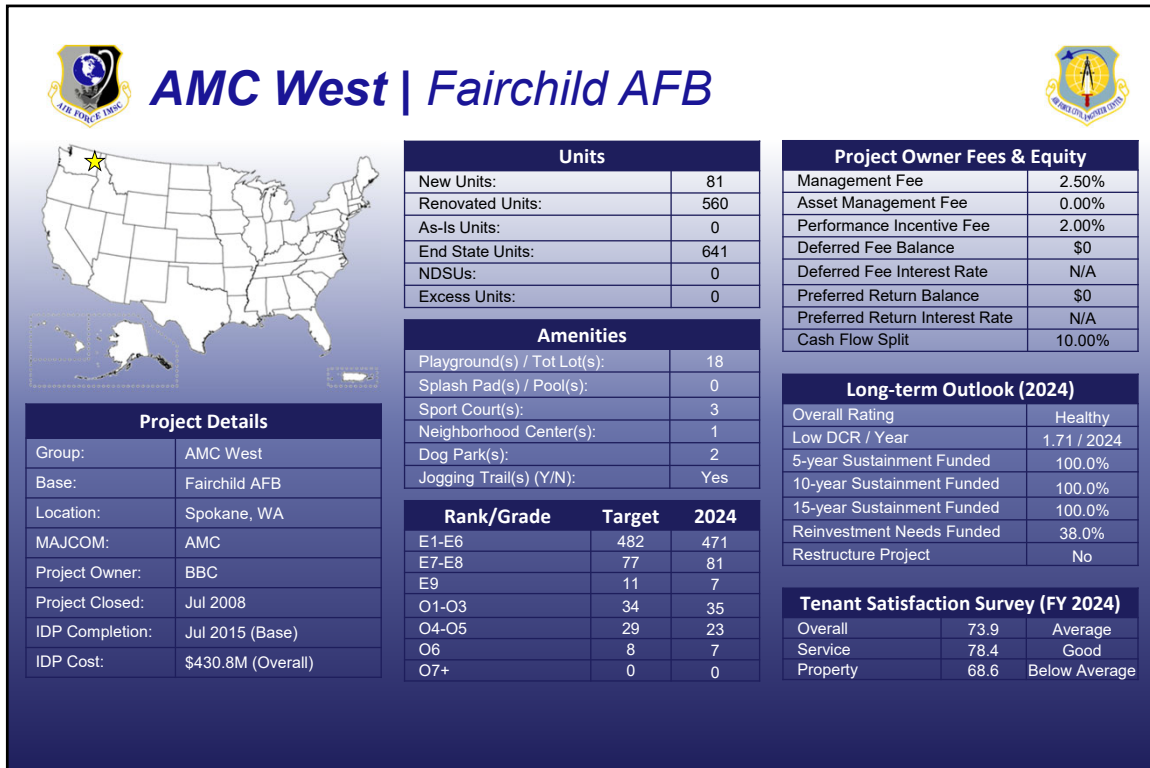 AMC West | Fairchild AFB
AIR FORCE IMSC
AIR FORCE CIVIL ENGINEER CENTER
Project Details
Group: AMC West
Base: Fairchild AFB
Location: Spokane, WA
MAJCOM: AMC
Project Owner: BBC
Project Closed: Jul 2008
IDP Completion: Jul 2015 (Base)
IDP Cost: $430.8M (Overall)
Units
New Units: 81
Renovated Units: 560
As-Is Units: 0
End State Units: 641
NDSUs: 0
Excess Units: 0
Amenities
Playground(s) / Tot Lot(s): 18
Splash Pad(s) / Pool(s): 0
Sport Court(s): 3
Neighborhood Center(s): 1
Dog Park(s): 2
Jogging Trail(s) (Y/N): Yes
Rank/Grade Target 2024
E1-E6 482 471
E7-E8 77 81
E9 11 7
O1-O3 34 35
O4-O5 29 23
O6 8 7
O7+ 0 0
Project Owner Fees & Equity
Management Fee 2.50%
Asset Management Fee 0.00%
Performance Incentive Fee 2.00%
Deferred Fee Balance $0
Deferred Fee Interest Rate N/A
Preferred Return Balance $0
Preferred Return Interest Rate N/A
Cash Flow Split 10.00%
Long-term Outlook (2024)
Overall Rating Healthy
Low DCR / Year 1.71 / 2024
5-year Sustainment Funded 100.0%
10-year Sustainment Funded 100.0%
15-year Sustainment Funded 100.0%
Reinvestment Needs Funded 38.0%
Restructure Project No
Tenant Satisfaction Survey (FY 2024)
Overall 73.9 Average
Service 78.4 Good
Property 68.6 Below Average